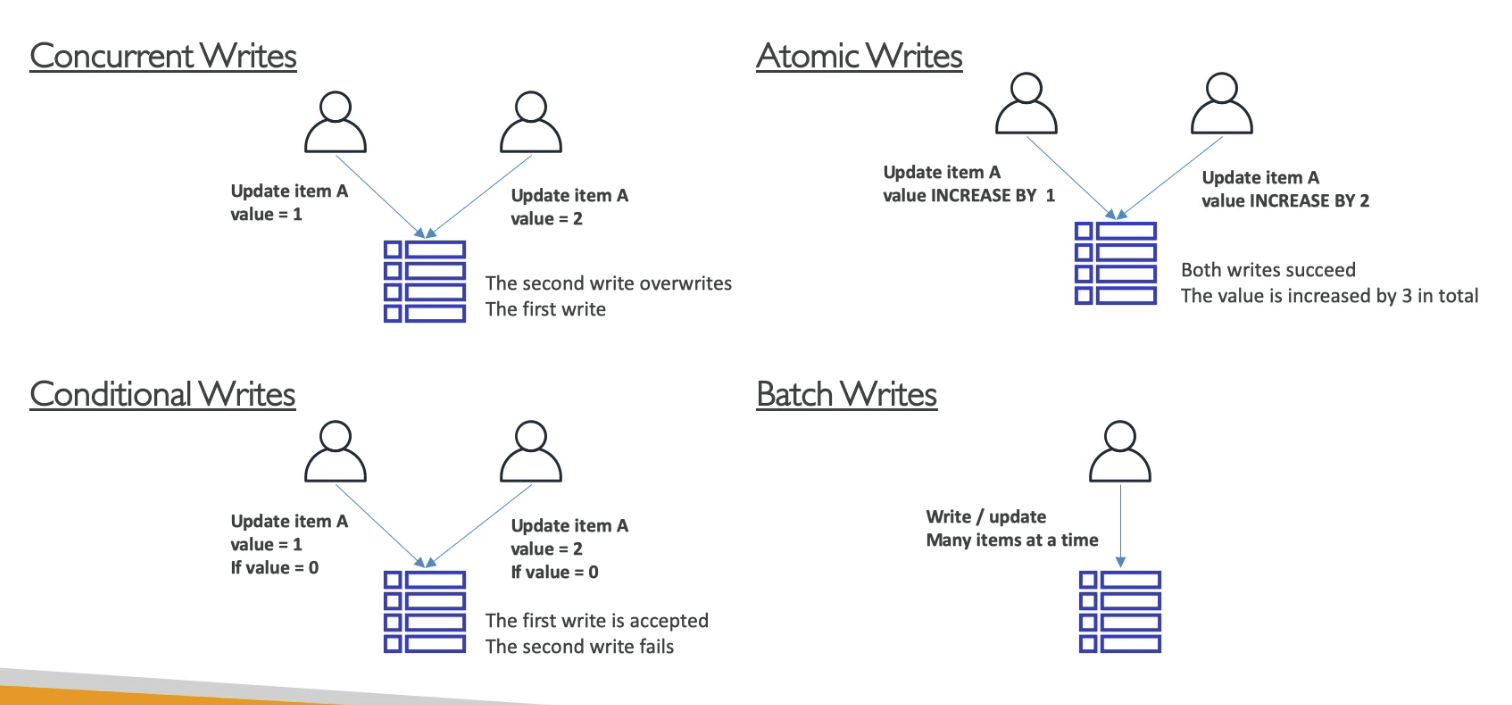 Concurrent Writes
Update item A
value = 1
Update item A
value = 2
The second write overwrites
The first write
Atomic Writes
Update item A
value INCREASE BY 1
Update item A
value INCREASE BY 2
Both writes succeed
The value is increased by 3 in total
Conditional Writes
Update item A
value = 1
If value = 0
Update item A
value = 2
If value = 0
The first write is accepted
The second write fails
Batch Writes
Write / update
Many items at a time